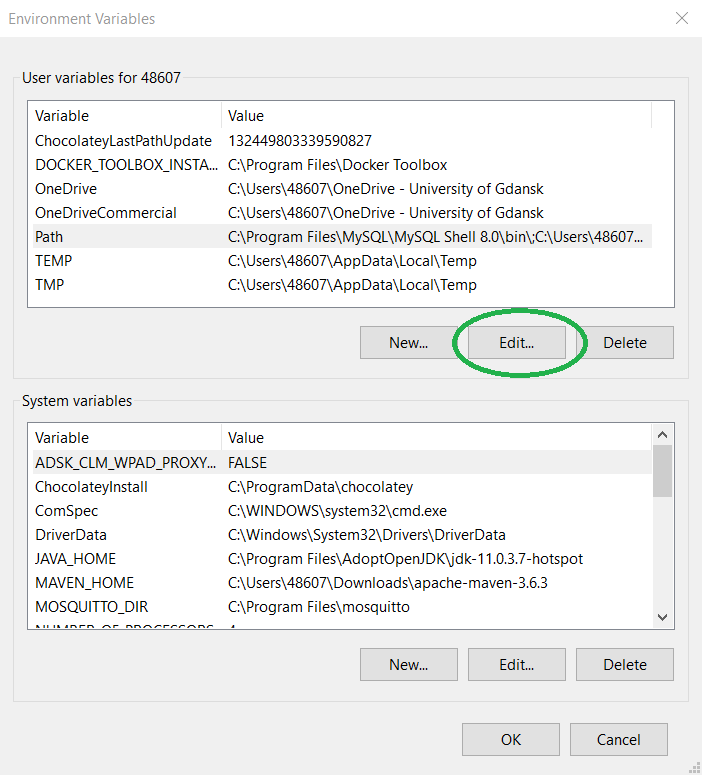 Environment Variables
User variables for 48607
Variable Value
ChocolateyLastPathUpdate 132449803339590827
DOCKER_TOOLBOX_INSTA... C:\Program Files\Docker Toolbox
OneDrive C:\Users\48607\OneDrive - University of Gdansk
OneDriveCommercial C:\Users\48607\OneDrive - University of Gdansk
Path C:\Program Files\MySQL\MySQL Shell 8.0\bin\;C:\Users\48607...
TEMP C:\Users\48607\AppData\Local\Temp
TMP C:\Users\48607\AppData\Local\Temp
New... Edit... Delete
System variables
Variable Value
ADSK_CLM_WPAD_PROXY... FALSE
ChocolateyInstall C:\ProgramData\chocolatey
ComSpec C:\WINDOWS\system32\cmd.exe
DriverData C:\Windows\System32\Drivers\DriverData
JAVA_HOME C:\Program Files\AdoptOpenJDK\jdk-11.0.3.7-hotspot
MAVEN_HOME C:\Users\48607\Downloads\apache-maven-3.6.3
MOSQUITTO_DIR C:\Program Files\mosquitto
NUMBER_OF_PROCESSORS 4
New... Edit... Delete
OK Cancel